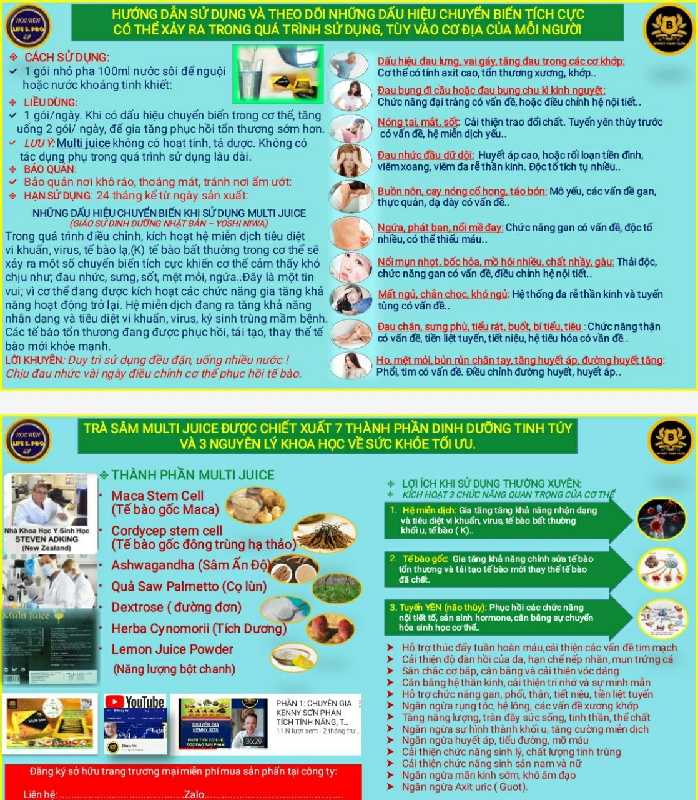 HƯỚNG DẪN SỬ DỤNG VÀ THEO DÕI NHỮNG DẤU HIỆU CHUYỂN BIẾN TÍCH CỰC
CÓ THỂ XẢY RA TRONG QUÁ TRÌNH SỬ DỤNG, TÙY VÀO CƠ ĐỊA CỦA MỖI NGƯỜI
CÁCH SỬ DỤNG:
1 gói nhỏ pha 100ml nước sôi để nguội
hoặc nước khoáng tinh khiết:
LIỀU DÙNG:
1 gói/ngày. Khi có dấu hiệu chuyển biến trong cơ thể, tăng
uống 2 gói/ ngày, để gia tăng phục hồi tổn thương sớm hơn.
LƯU Ý: Multi juice không có hoạt tính, tá dược. Không có
tác dụng phụ trong quá trình sử dụng lâu dài.
BẢO QUẢN:
Bảo quản nơi khô ráo, thoáng mát, tránh nơi ẩm ướt:
HẠN SỬ DỤNG: 24 tháng kể từ ngày sản xuất:
NHỮNG DẤU HIỆU CHUYỂN BIẾN KHI SỬ DỤNG MULTI JUICE
(GIÁO SƯ DINH DƯỠNG NHẬT BẢN – YOSHI NIWA)
Trong quá trình điều chỉnh, kích hoạt hệ miễn dịch tiêu diệt
vi khuẩn, virus, tế bào lạ,(K) tế bào bất thường trong cơ thể sẽ
xảy ra một số chuyển biến tích cực khiến cơ thể cảm thấy khó
chịu như, đau nhức, sưng,sốt, mệt mỏi, ngứa..Đây là một tin
vui; vì cơ thể đang được kích hoạt các chức năng gia tăng khả
năng hoạt động trở lại. Hệ miễn dịch đang ra tăng khả năng
nhận dạng và tiêu diệt vi khuẩn, virus, ký sinh trùng mầm bệnh.
Các tế bào tổn thương đang được phục hồi, tái tạo, thay thế tế
bào mới khỏe mạnh.
LỜI KHUYÊN: Duy trì sử dụng đều đặn, uống nhiều nước !
Chịu đau nhức vài ngày điều chỉnh cơ thể phục hồi tế bào.
Dấu hiệu đau lưng, vai gáy, tăng đau trong các cơ khớp:
Cơ thể có tính axit cao, tổn thương xương, khớp..
Đau bụng đi cầu hoặc đau bụng chu kì kinh nguyệt:
Chức năng đại tràng có vấn đề, hoặc điều chỉnh nội tiết..
Nóng tai, mắt, sốt: Cải thiện trao đổi chất. Tuyến yên thùy trước
có vấn đề, hệ miễn dịch yếu..
Đau nhức đầu dữ dội: Huyết áp cao, hoặc rối loạn tiền đình,
viêm xoang, viêm đa rễ thần kinh. Độc tố tích tụ nhiều..
Buồn nôn, cay nóng cổ họng, táo bón: Mỡ yếu, các vấn đề gan,
thực quản, dạ dày có vấn đề..
Ngứa, phát ban, nổi mề đay: Chức năng gan có vấn đề, độc tố
nhiều, có thể thiếu máu..
Nổi mụn nhọt, bốc hỏa, mồ hôi nhiều, chất nhầy, gàu: Thải độc,
chức năng gan có vấn đề, điều chỉnh hệ nội tiết..
Mất ngủ, chán chọc, khó ngủ: Hệ thống đa rễ thần kinh và tuyến
tùng có vấn đề..
Đau chân, sưng phù, tiểu rát, buốt, bí tiểu, tiêu : Chức năng thận
có vấn đề, tiền liệt tuyến, tiết niệu, hệ tiêu hóa có vấn đề..
Ho, mệt mỏi, bủn rủn chân tay, tăng huyết áp, đường huyết tăng:
Phổi, tim có vấn đề. Điều chỉnh đường huyết, huyết áp..
TRÀ SÂM MULTI JUICE ĐƯỢC CHIẾT XUẤT 7 THÀNH PHẦN DINH DƯỠNG TINH TÚY
VÀ 3 NGUYÊN LÝ KHOA HỌC VỀ SỨC KHỎE TỐI ƯU.
Nhà Khoa Học Y Sinh Học
STEVEN ADKING
(New Zealand)
THÀNH PHẦN MULTI JUICE
Maca Stem Cell
(Tế bào gốc Maca)
Cordycep stem cell
(Tế bào gốc đông trùng hạ thảo)
Ashwagandha (Sâm Ấn Độ)
Quả Saw Palmetto (Cọ lùn)
Dextrose ( đường đơn)
Herba Cynomorii (Tích Dương)
Lemon Juice Powder
(Năng lượng bột chanh)
YouTube
36:29
PHẦN 1: CHUYÊN GIA
KENNY SƠN PHÂN
TÍCH TÍNH NĂNG, T...
Đăng ký sở hữu trang thương mại miễn phí mua sản phẩn tại công ty:
Liên hệ:..............................Zalo..............................
LỢI ÍCH KHI SỬ DỤNG THƯỜNG XUYÊN:
KÍCH HOẠT 3 CHỨC NĂNG QUAN TRỌNG CỦA CƠ THỂ
1. Hệ miễn dịch: Gia tăng tăng khả năng nhận dạng
và tiêu diệt vi khuẩn, virus, tế bào bất thường
khối u, tế bào ( K)..
2. Tế bào gốc: Gia tăng khả năng chỉnh sửa tế bào
tổn thương và tái tạo tế bào mới thay thế tế bào
đã chết.
3. Tuyến YÊN (não thùy): Phục hồi các chức năng
nội tiết tố, sản sinh hormone, cân bằng sự chuyển
hóa sinh học cơ thể.
Hỗ trợ thúc đẩy tuần hoàn máu,cải thiện các vấn đề tim mạch
Cải thiện độ đàn hồi của da, hạn chế nếp nhăn, mụn trứng cá
Săn chắc cơ bắp, cân bằng và cải thiện vóc dáng
Cân bằng hệ thần kinh, cải thiện trí nhớ và sự minh mẫn
Hỗ trợ chức năng gan, phổi, thận, tiết niệu, tiền liệt tuyến
Ngăn ngừa rụng tóc, hệ lông, các vấn đề xương khớp
Tăng năng lượng, tràn đầy sức sống, tinh thần, thể chất
Ngăn ngừa sự hình thành khối u, tăng cường miễn dịch
Ngăn ngừa huyết áp, tiểu đường, mỡ máu
Cải thiện chức năng sinh lý, chất lượng tinh trùng
Cải thiện chức năng sinh sản nam và nữ
Ngăn ngừa mãn kinh sớm, khô âm đạo
Ngăn ngừa Axit uric ( Guot).